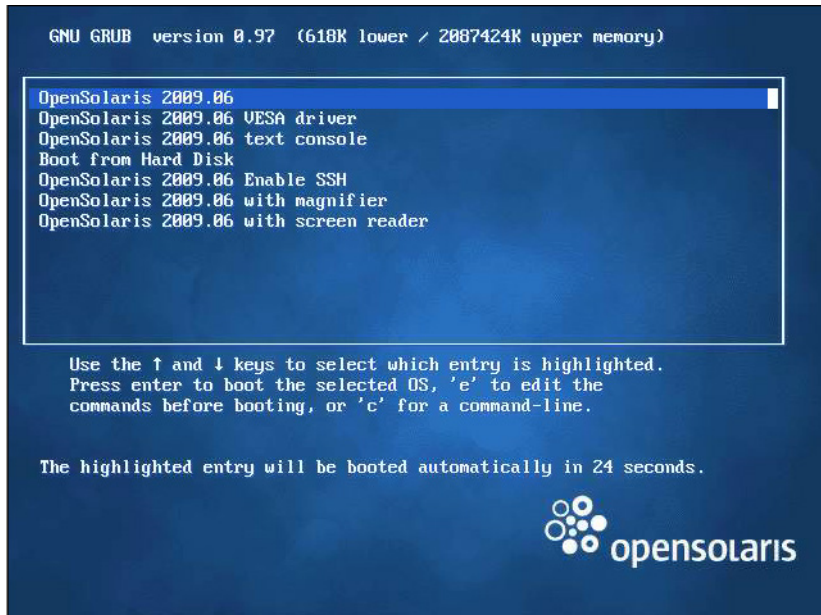 GNU GRUB version 0.97 (618K lower / 2087424K upper memory)
OpenSolaris 2009.06
OpenSolaris 2009.06 VESA driver
OpenSolaris 2009.06 text console
Boot from Hard Disk
OpenSolaris 2009.06 Enable SSH
OpenSolaris 2009.06 with magnifier
OpenSolaris 2009.06 with screen reader
Use the ↑ and ↓ keys to select which entry is highlighted.
Press enter to boot the selected OS, 'e' to edit the
commands before booting, or 'c' for a command-line.
The highlighted entry will be booted automatically in 24 seconds.
opensolaris